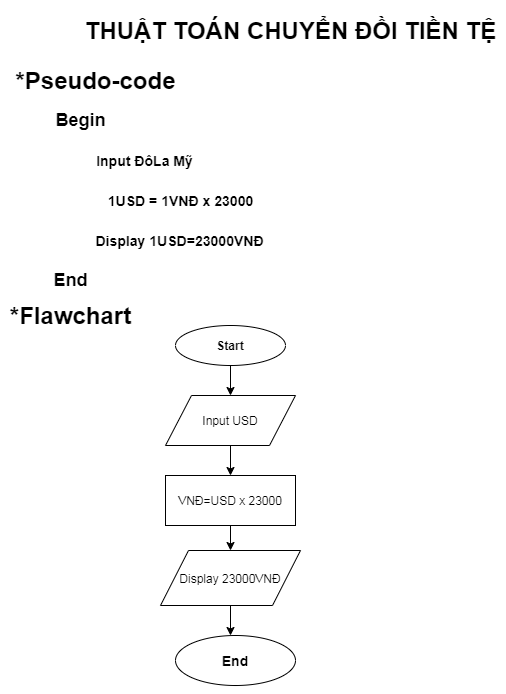 THUẬT TOÁN CHUYỂN ĐỒI TIỀN TỆ
*Pseudo-code
Begin
Input ĐôLa Mỹ
1USD = 1VNĐ x 23000
Display 1USD=23000VNĐ
End
*Flawchart
Start
Input USD
VNĐ=USD x 23000
Display 23000VNĐ
End